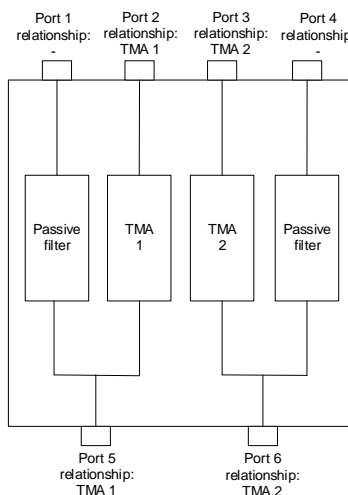 Port 1
relationship:
-
Port 2
relationship:
TMA 1
Port 3
relationship:
TMA 2
Port 4
relationship:
-
Passive
filter
TMA
1
TMA
2
Passive
filter
Port 5
relationship:
TMA 1
Port 6
relationship:
TMA 2